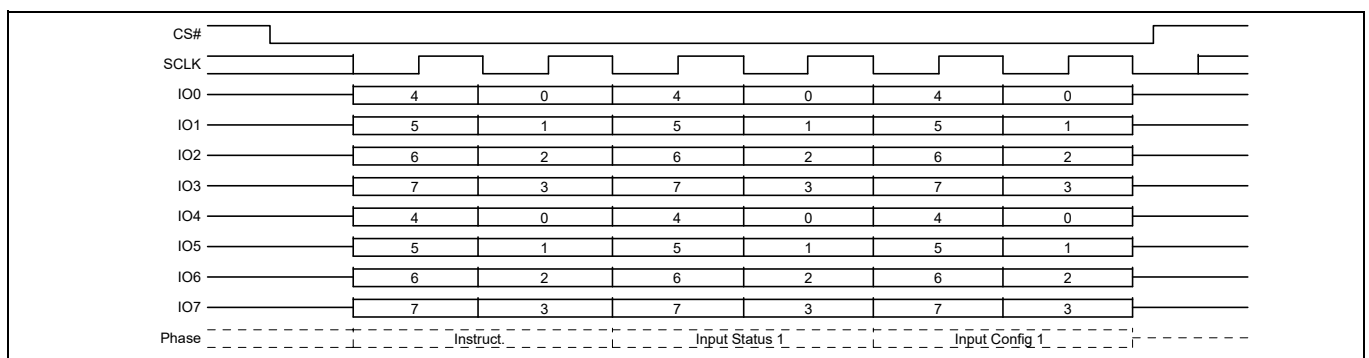 CS#
SCLK
IO0 4 0 4 0 4 0
IO1 5 1 5 1 5 1
IO2 6 2 6 2 6 2
IO3 7 3 7 3 7 3
IO4 4 0 4 0 4 0
IO5 5 1 5 1 5 1
IO6 6 2 6 2 6 2
IO7 7 3 7 3 7 3
Phase Instruct. Input Status 1 Input Config 1